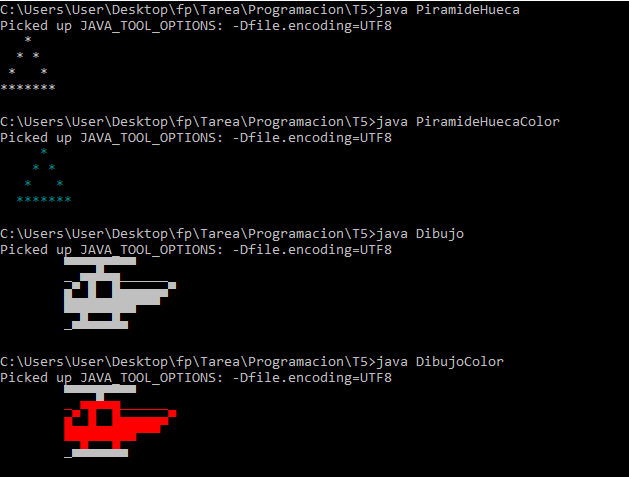 C:\Users\User\Desktop\fp\Tarea\Programacion\T5>java PiramideHueca
Picked up JAVA_TOOL_OPTIONS: -Dfile.encoding=UTF8
   *
  * *
 *   *
*******
C:\Users\User\Desktop\fp\Tarea\Programacion\T5>java PiramideHuecaColor
Picked up JAVA_TOOL_OPTIONS: -Dfile.encoding=UTF8
     *
    * *
   *   *
  *******
C:\Users\User\Desktop\fp\Tarea\Programacion\T5>java Dibujo
Picked up JAVA_TOOL_OPTIONS: -Dfile.encoding=UTF8
C:\Users\User\Desktop\fp\Tarea\Programacion\T5>java DibujoColor
Picked up JAVA_TOOL_OPTIONS: -Dfile.encoding=UTF8